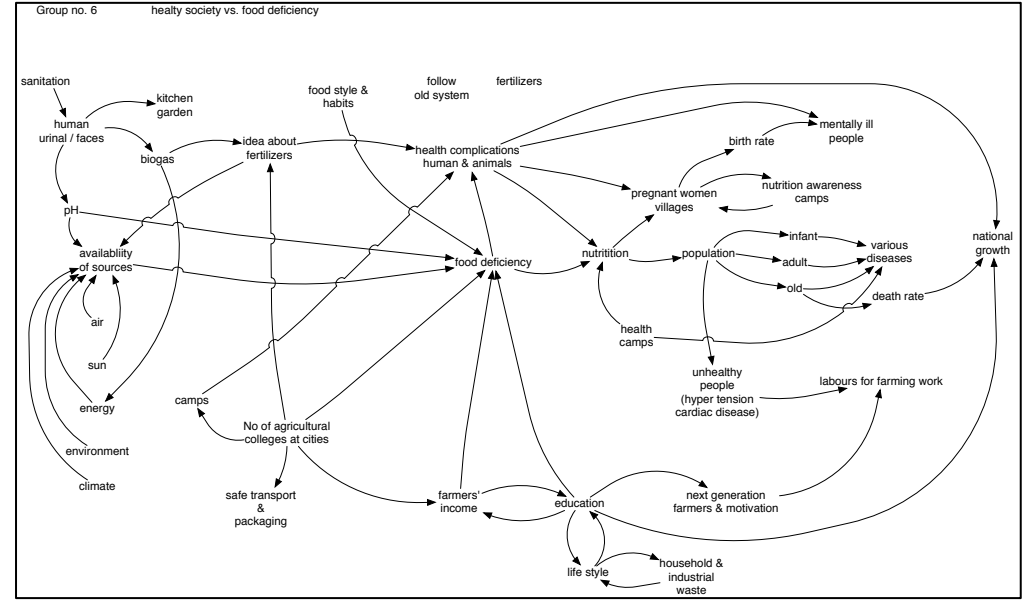 Group no. 6
healty society vs. food deficiency
sanitation
human
urinal / faces
kitchen
garden
biogas
pH
availabliity
of sources
air
sun
energy
environment
climate
idea about
fertilizers
food style &
habits
follow
old system
fertilizers
health complications
human & animals
food deficiency
camps
No of agricultural
colleges at cities
safe transport
&
packaging
farmers'
income
education
life style
household &
industrial
waste
next generation
farmers & motivation
labours for farming work
unhealthy
people
(hyper tension
cardiac disease)
health
camps
nutritition
population
infant
adult
old
various
diseases
death rate
pregnant women
villages
nutrition awareness
camps
birth rate
mentally ill
people
national
growth